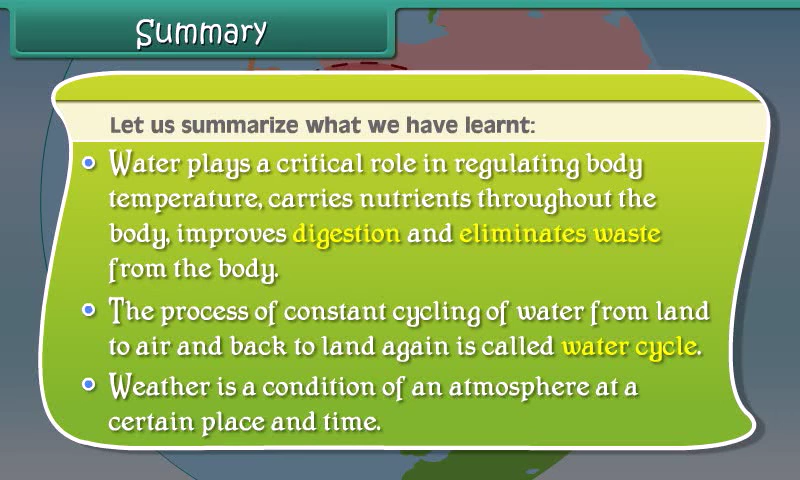 Summary
Let us summarize what we have learnt:
Water plays a critical role in regulating body
temperature, carries nutrients throughout the
body, improves digestion and eliminates waste
from the body.
The process of constant cycling of water from land
to air and back to land again is called water cycle.
Weather is a condition of an atmosphere at a
certain place and time.